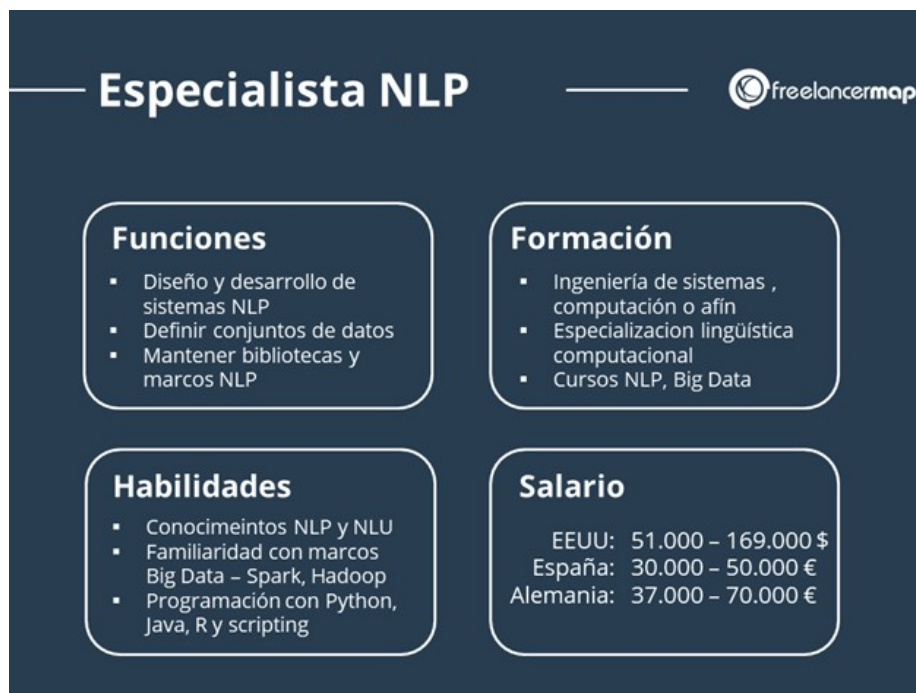 Especialista NLP
freelancermap
Funciones
▪ Diseño y desarrollo de
sistemas NLP
▪ Definir conjuntos de datos
▪ Mantener bibliotecas y
marcos NLP
Formación
▪ Ingeniería de sistemas ,
computación o afín
▪ Especializacion lingüística
computacional
▪ Cursos NLP, Big Data
Habilidades
▪ Conocimeintos NLP y NLU
▪ Familiaridad con marcos
Big Data – Spark, Hadoop
▪ Programación con Python,
Java, R y scripting
Salario
EEUU: 51.000 – 169.000 $
España: 30.000 – 50.000 €
Alemania: 37.000 – 70.000 €